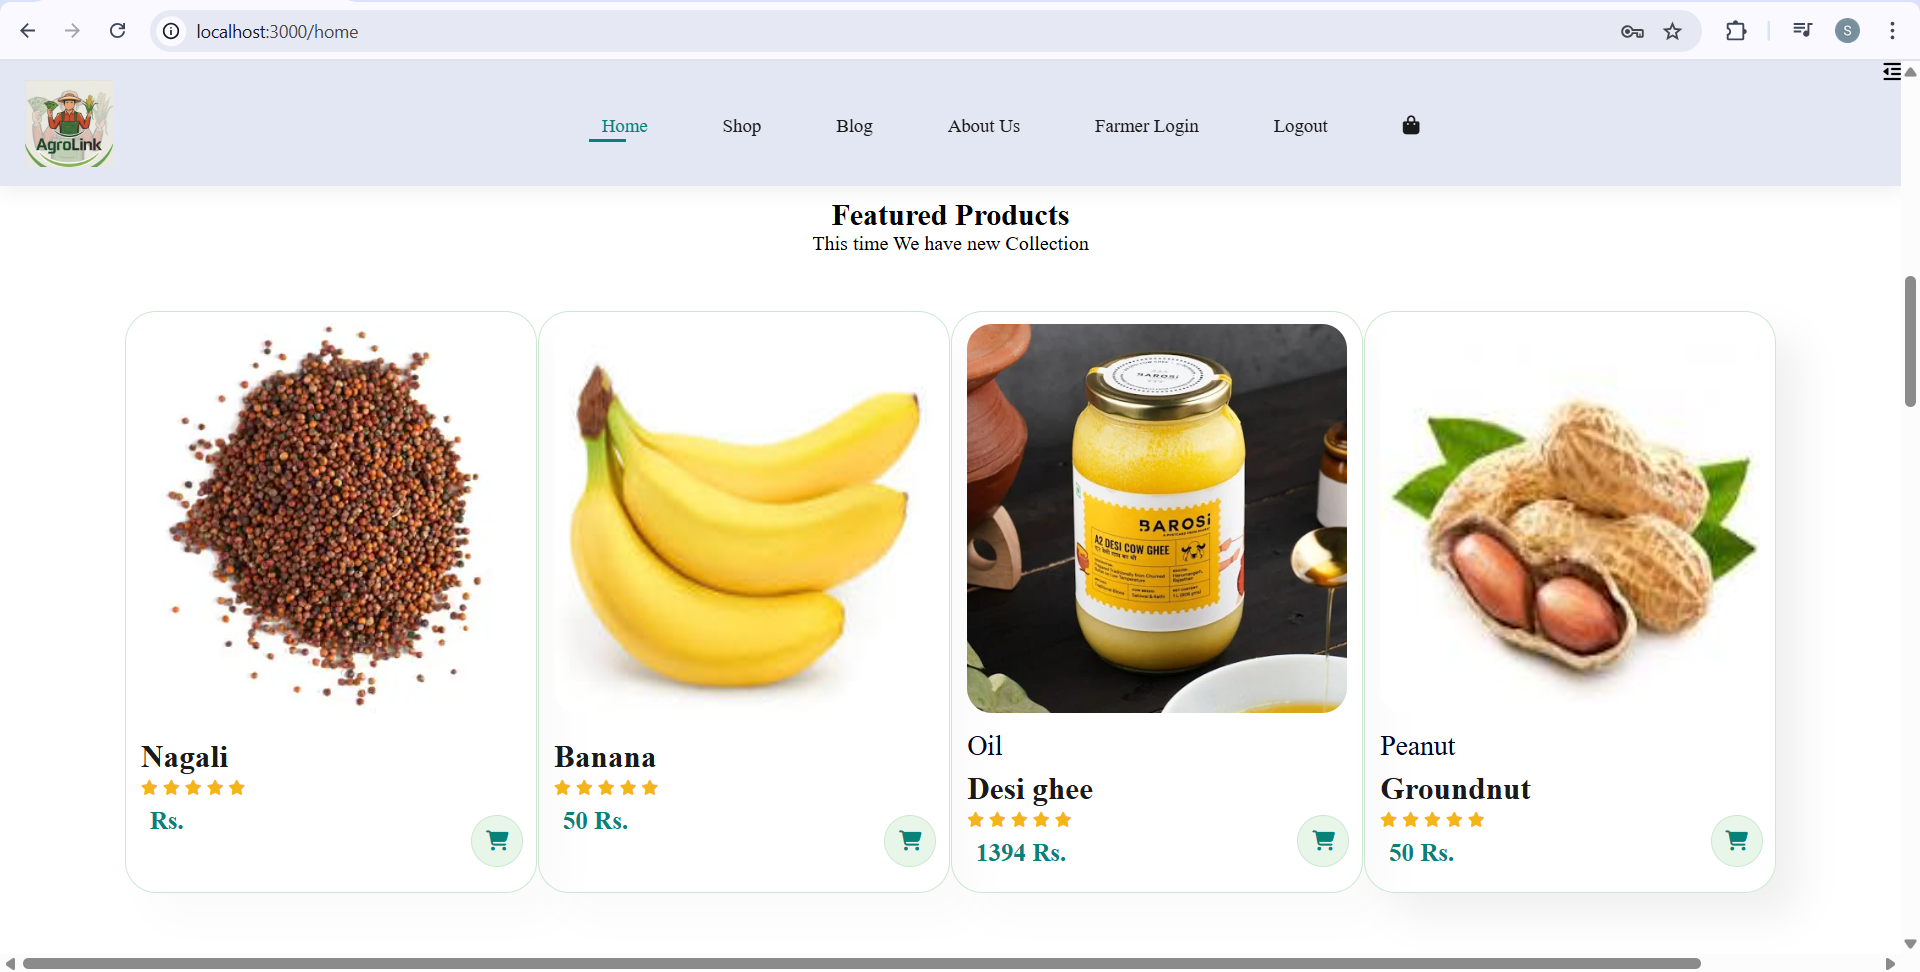 localhost:3000/home
S
AgroLink
Home
Shop
Blog
About Us
Farmer Login
Logout
Featured Products
This time We have new Collection
Nagali
Rs.
Banana
50 Rs.
BAROSi
BAROSi
A2 DESI COW GHEE
Oil
Desi ghee
1394 Rs.
Peanut
Groundnut
50 Rs.